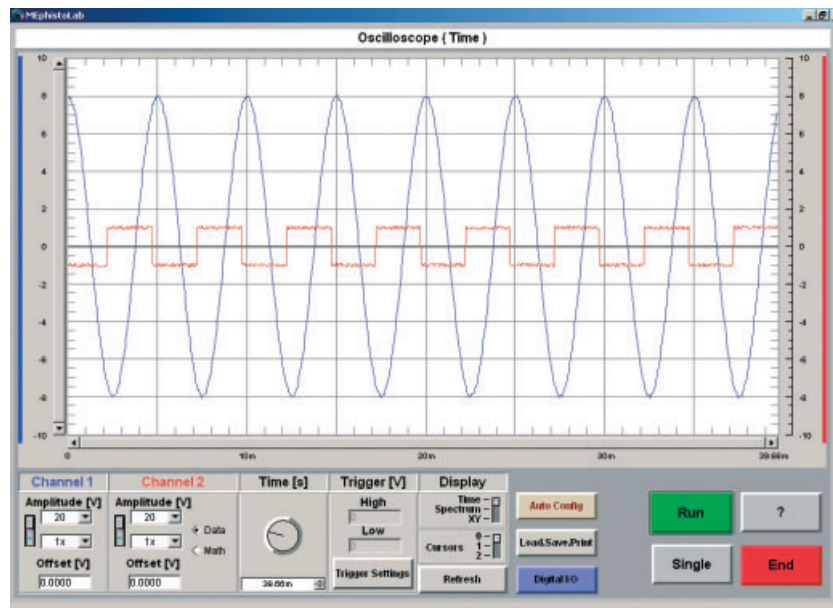 MEphistoLab
Oscilloscope ( Time )
10
8
6
4
2
0
-2
-4
-6
-8
-10
10
8
6
4
2
0
-2
-4
-6
-8
-10
0 10m 20m 30m 39.66m
Channel 1 Channel 2 Time [s] Trigger [V] Display
Amplitude [V] Amplitude [V] High Time
20 20 Spectrum
XY
1x 1x Data Low Cursors 0
1
Math 2
Offset [V] Offset [V] Trigger Settings Refresh
0.0000 0.0000 39.66m
Auto Config
Load,Save,Print
Digital I/O
Run ?
Single End